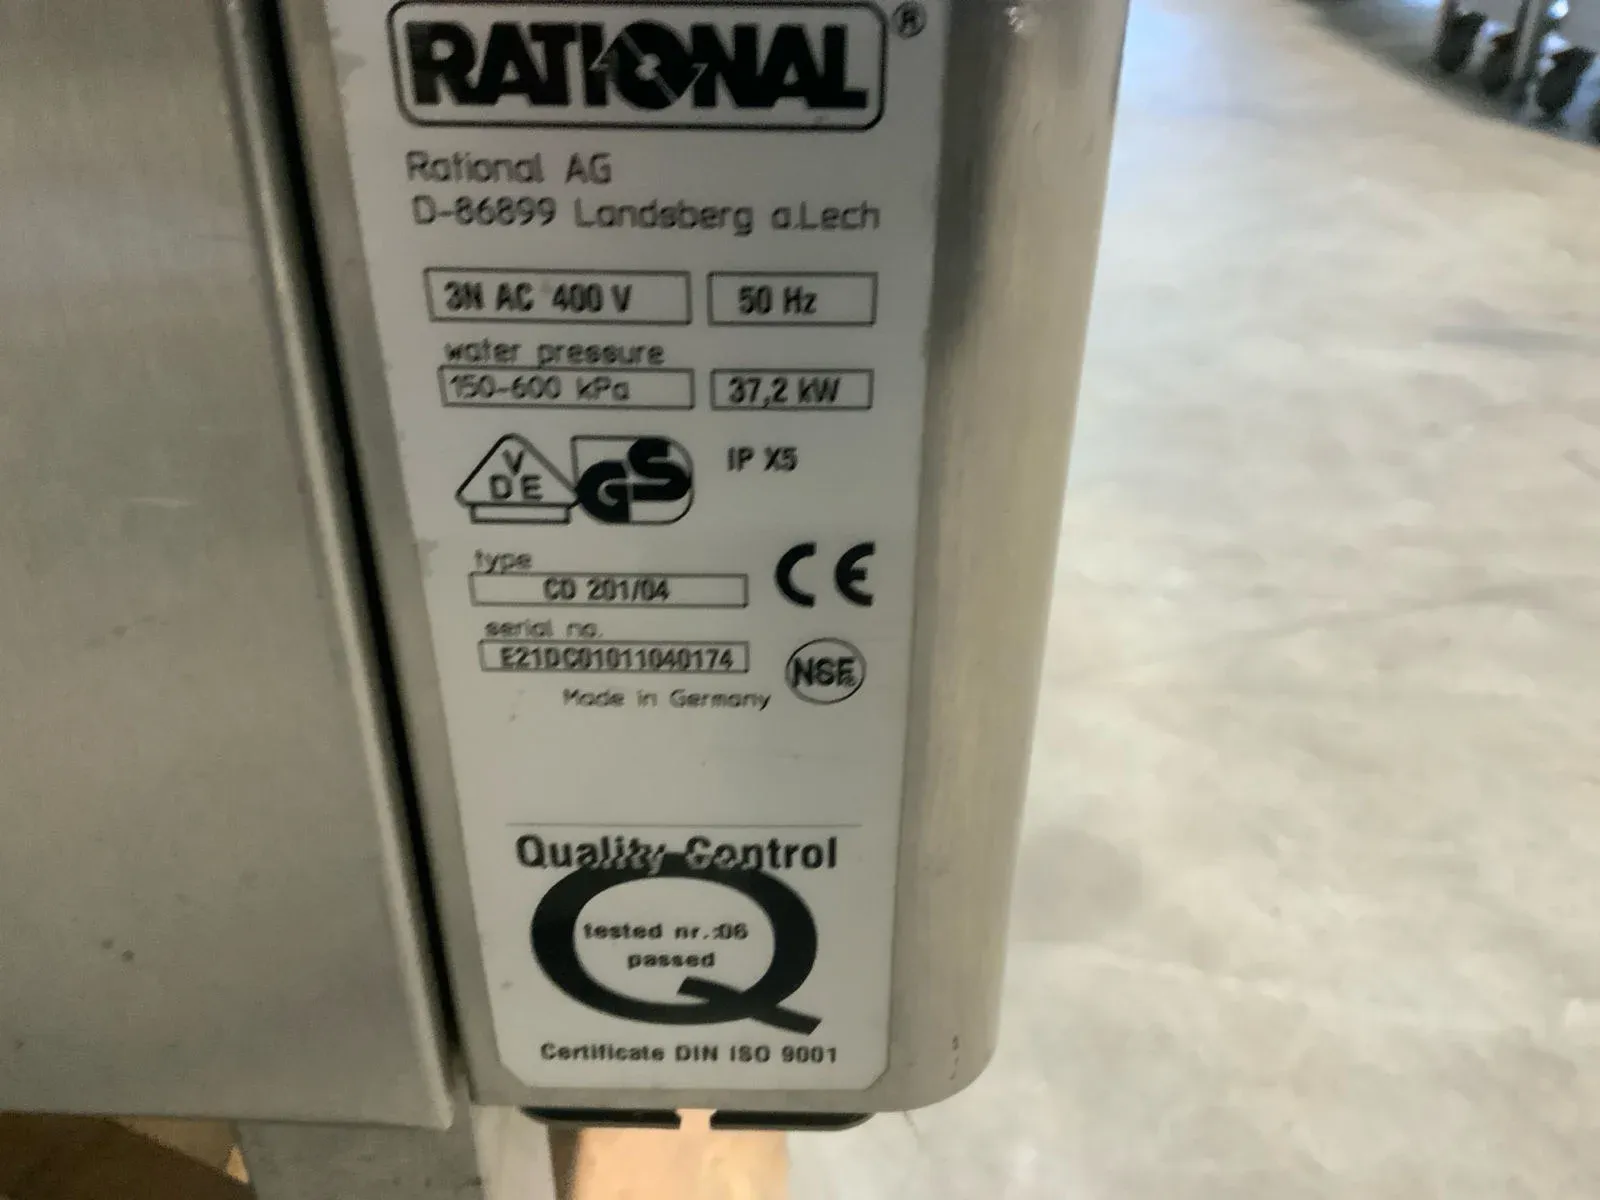 RATIONAL®
Rational AG
D-86899 Landsberg a.Lech
3N AC 400 V 50 Hz
water pressure
150-600 kPa 37,2 kW
VDE GS IP X5
type
CD 201/04 CE
serial no.
E21DC01011040174 NSF
Made in Germany
Quality Control
tested nr.:06
passed
Certificate DIN ISO 9001